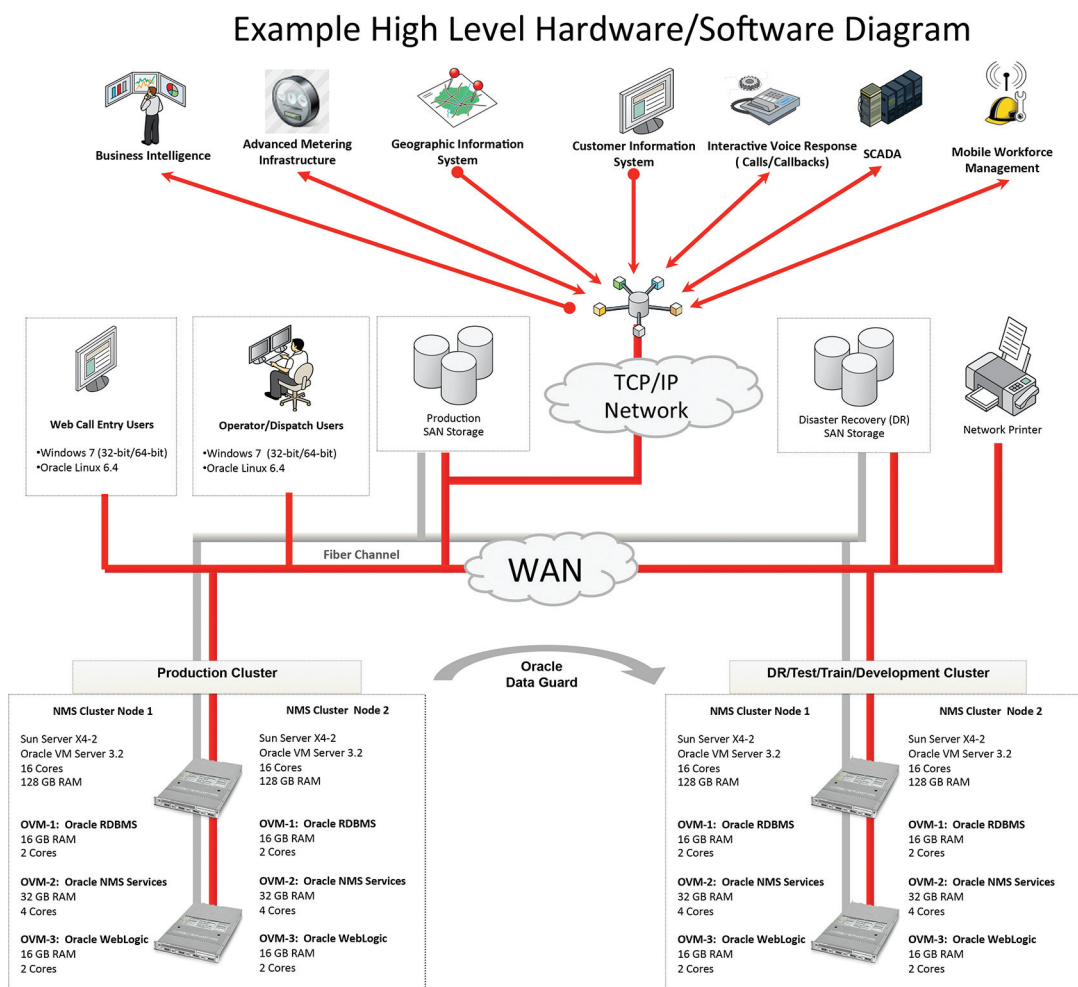 Example High Level Hardware/Software Diagram
Business Intelligence
Advanced Metering
Infrastructure
Geographic Information
System
Customer Information
System
Interactive Voice Response
( Calls/Callbacks)
SCADA
Mobile Workforce
Management
Web Call Entry Users
•Windows 7 (32-bit/64-bit)
•Oracle Linux 6.4
Operator/Dispatch Users
•Windows 7 (32-bit/64-bit)
•Oracle Linux 6.4
Production
SAN Storage
TCP/IP
Network
Disaster Recovery (DR)
SAN Storage
Network Printer
Fiber Channel
WAN
Production Cluster
Oracle
Data Guard
DR/Test/Train/Development Cluster
NMS Cluster Node 1
Sun Server X4-2
Oracle VM Server 3.2
16 Cores
128 GB RAM
OVM-1: Oracle RDBMS
16 GB RAM
2 Cores
OVM-2: Oracle NMS Services
32 GB RAM
4 Cores
OVM-3: Oracle WebLogic
16 GB RAM
2 Cores
NMS Cluster Node 2
Sun Server X4-2
Oracle VM Server 3.2
16 Cores
128 GB RAM
OVM-1: Oracle RDBMS
16 GB RAM
2 Cores
OVM-2: Oracle NMS Services
32 GB RAM
4 Cores
OVM-3: Oracle WebLogic
16 GB RAM
2 Cores
NMS Cluster Node 1
Sun Server X4-2
Oracle VM Server 3.2
16 Cores
128 GB RAM
OVM-1: Oracle RDBMS
16 GB RAM
2 Cores
OVM-2: Oracle NMS Services
32 GB RAM
4 Cores
OVM-3: Oracle WebLogic
16 GB RAM
2 Cores
NMS Cluster Node 2
Sun Server X4-2
Oracle VM Server 3.2
16 Cores
128 GB RAM
OVM-1: Oracle RDBMS
16 GB RAM
2 Cores
OVM-2: Oracle NMS Services
32 GB RAM
4 Cores
OVM-3: Oracle WebLogic
16 GB RAM
2 Cores